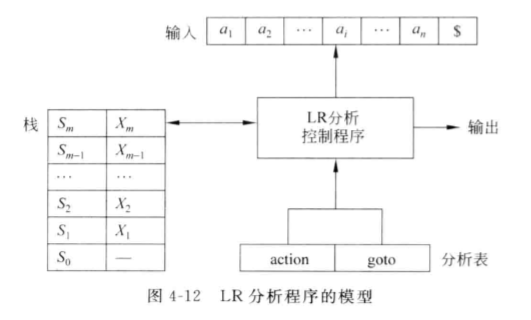 输入 a1 a2 … ai … an $
栈
Sm Xm
Sm-1 Xm-1
… …
S2 X2
S1 X1
S0 —
LR分析
控制程序
输出
action goto 分析表
图 4-12 LR 分析程序的模型